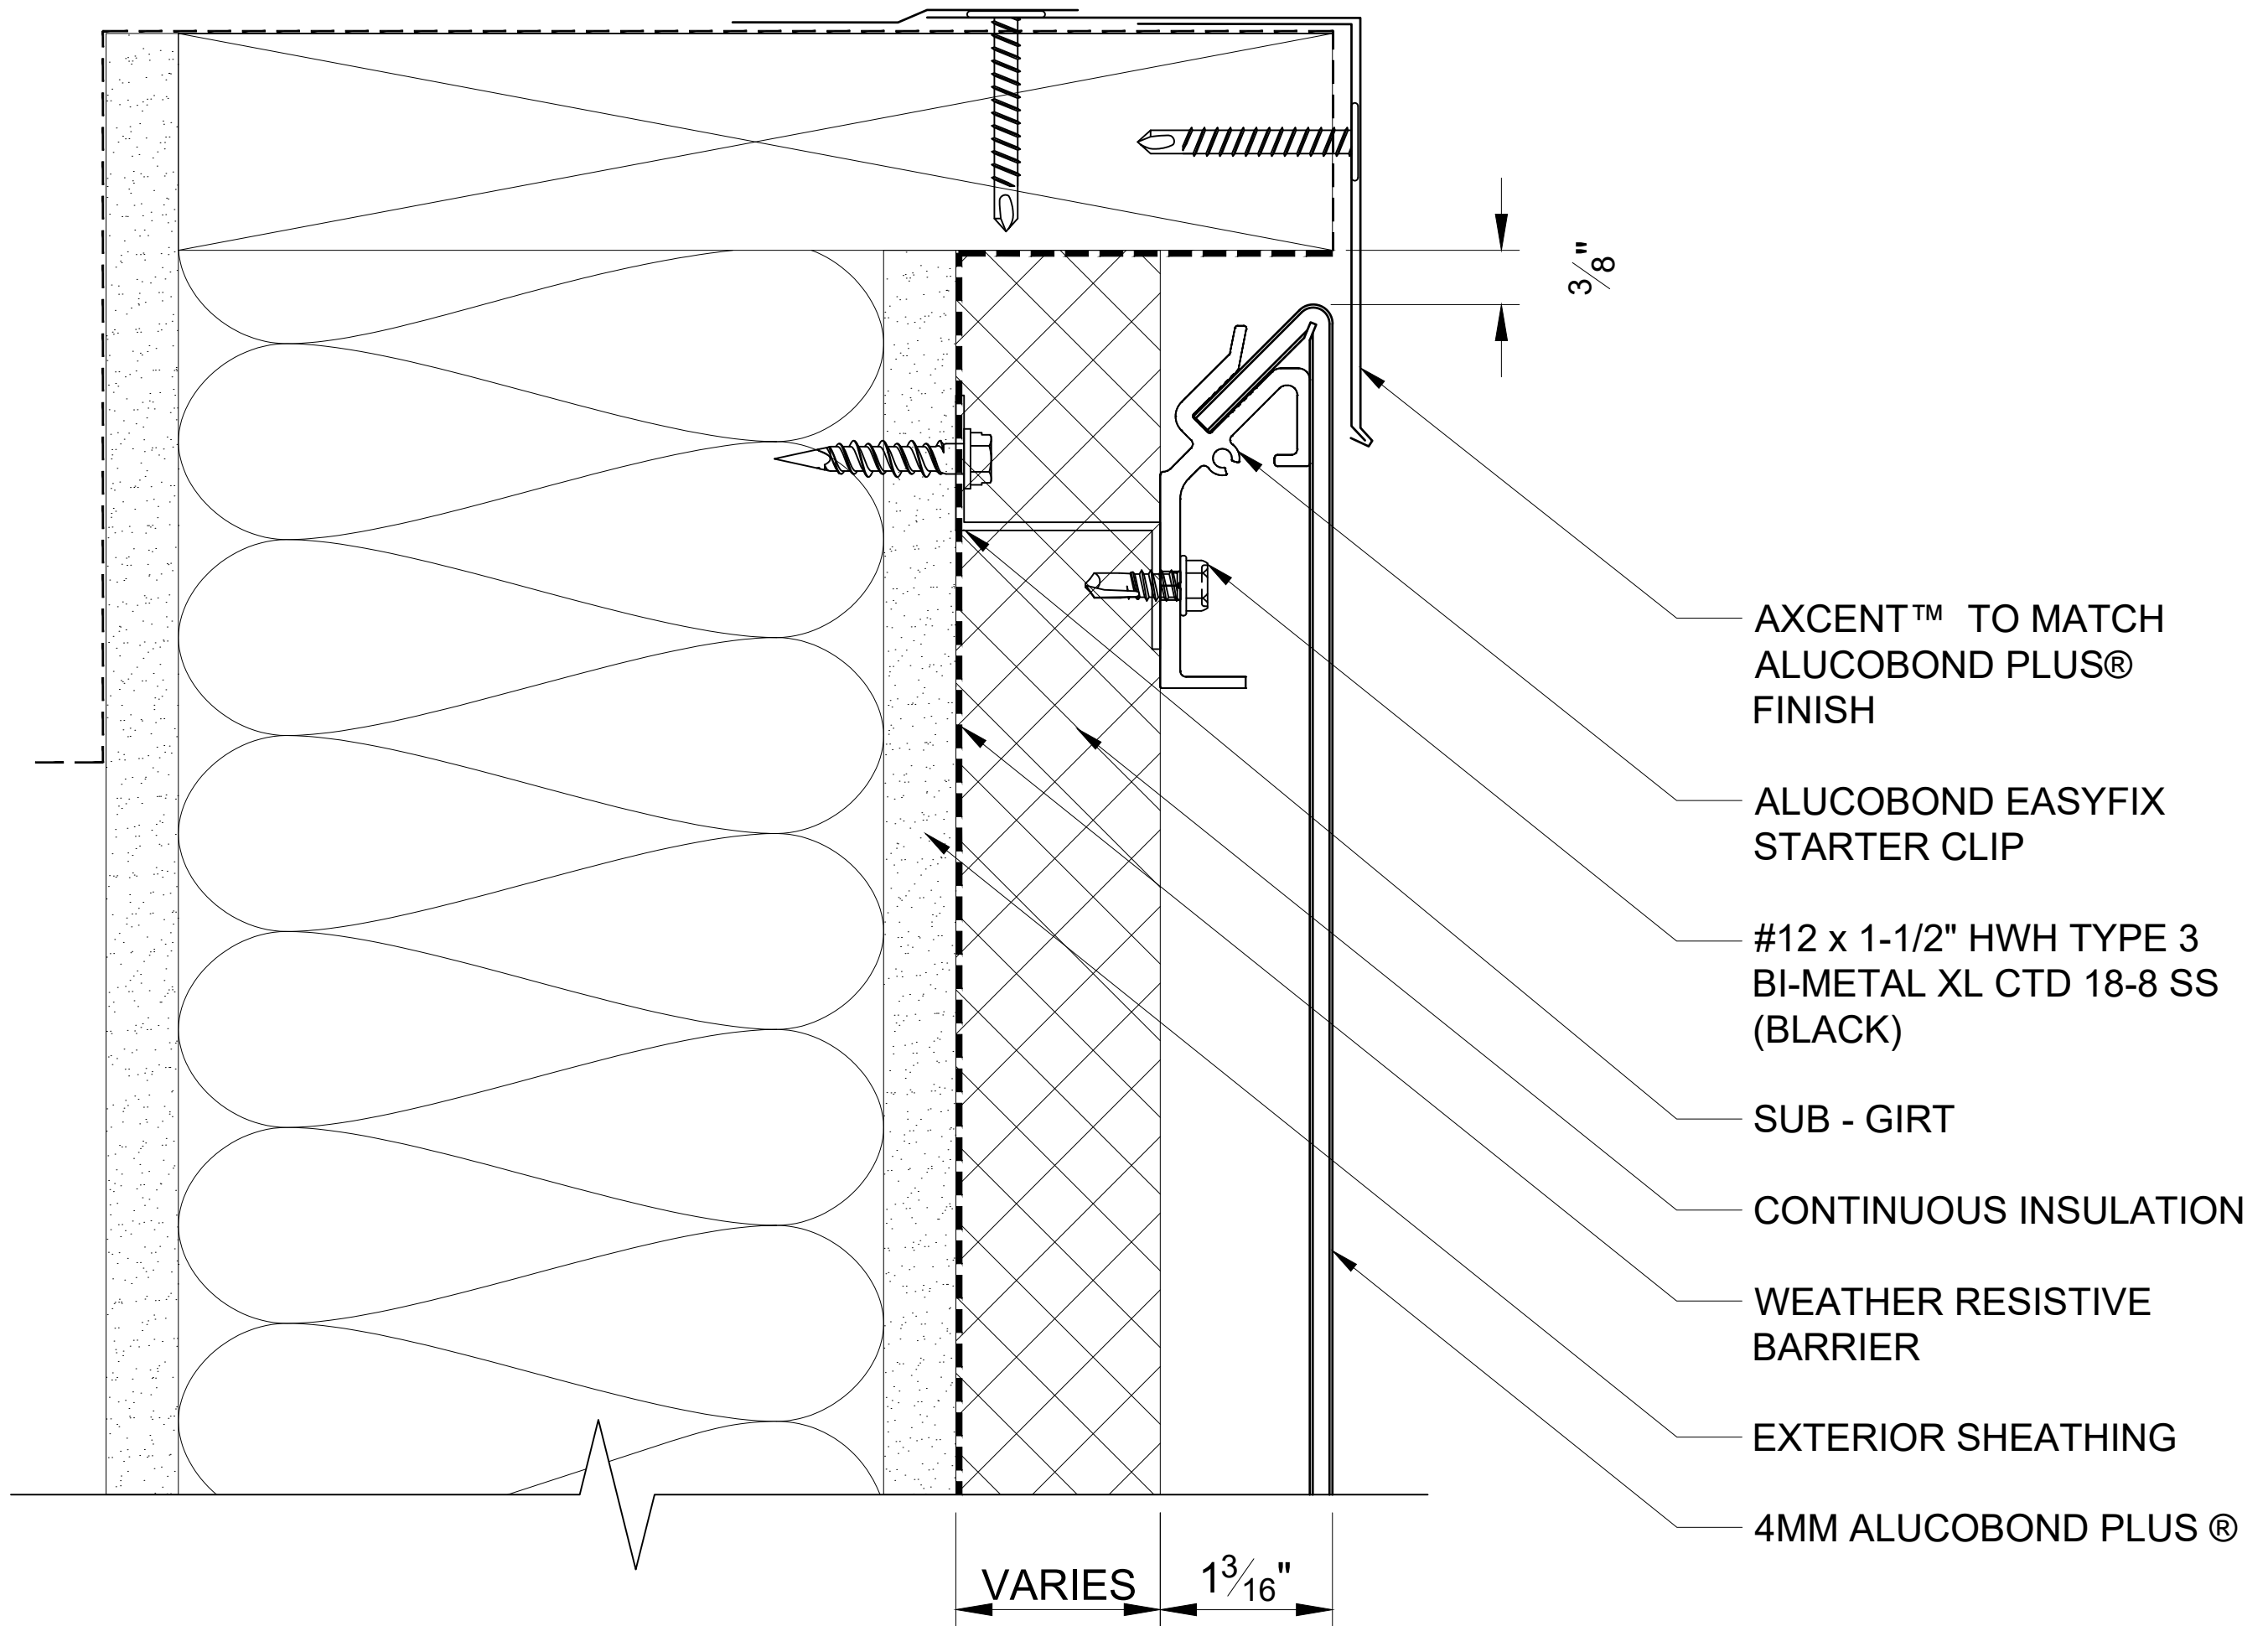 3/8"
AXCENT™ TO MATCH
ALUCOBOND PLUS®
FINISH
ALUCOBOND EASYFIX
STARTER CLIP
#12 x 1-1/2" HWH TYPE 3
BI-METAL XL CTD 18-8 SS
(BLACK)
SUB - GIRT
CONTINUOUS INSULATION
WEATHER RESISTIVE
BARRIER
EXTERIOR SHEATHING
4MM ALUCOBOND PLUS ®
VARIES
1 3/16"